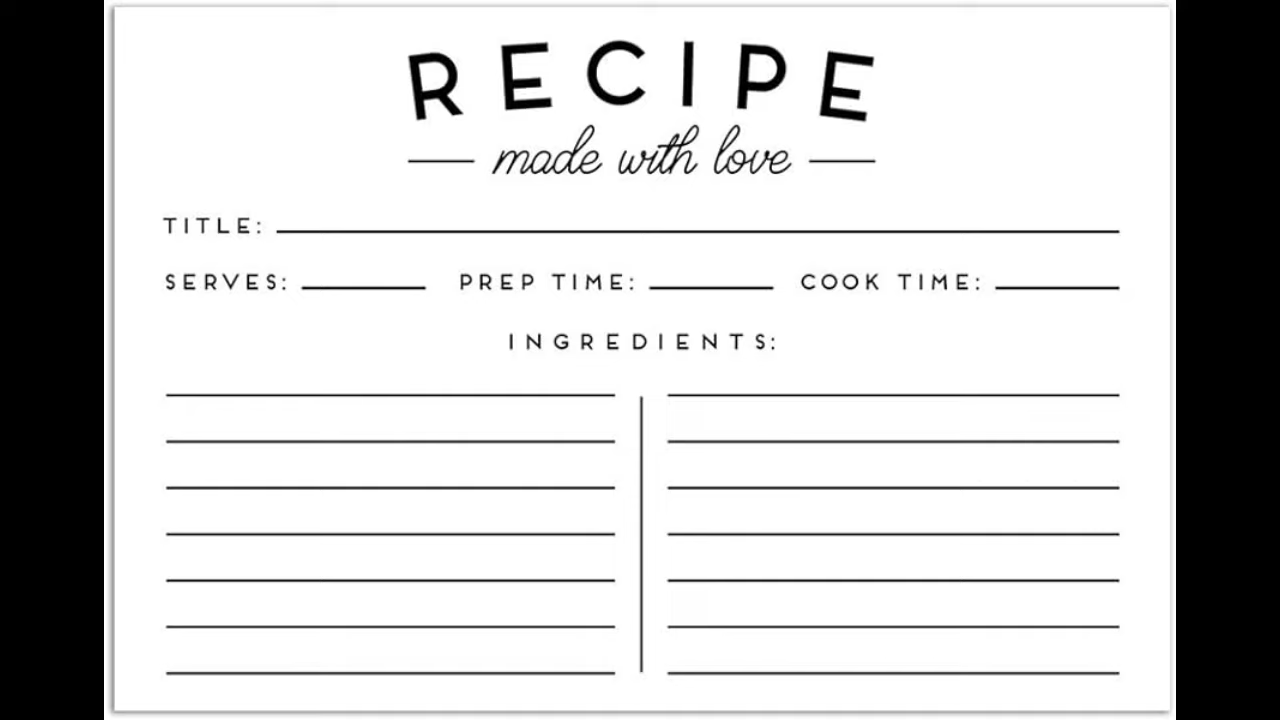 RECIPE
made with love
TITLE:
SERVES: PREP TIME: COOK TIME:
INGREDIENTS: